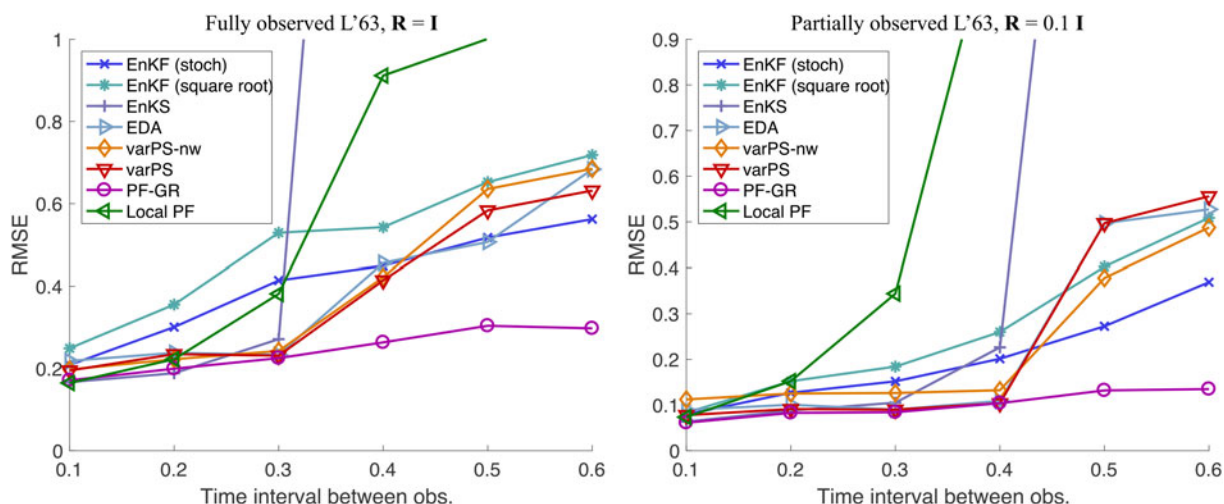 Fully observed L'63, R = I
1
0.8
0.6
0.4
0.2
0
RMSE
EnKF (stoch)
EnKF (square root)
EnKS
EDA
varPS-nw
varPS
PF-GR
Local PF
0.1 0.2 0.3 0.4 0.5 0.6
Time interval between obs.
Partially observed L'63, R = 0.1 I
0.9
0.8
0.7
0.6
0.5
0.4
0.3
0.2
0.1
0
RMSE
EnKF (stoch)
EnKF (square root)
EnKS
EDA
varPS-nw
varPS
PF-GR
Local PF
0.1 0.2 0.3 0.4 0.5 0.6
Time interval between obs.